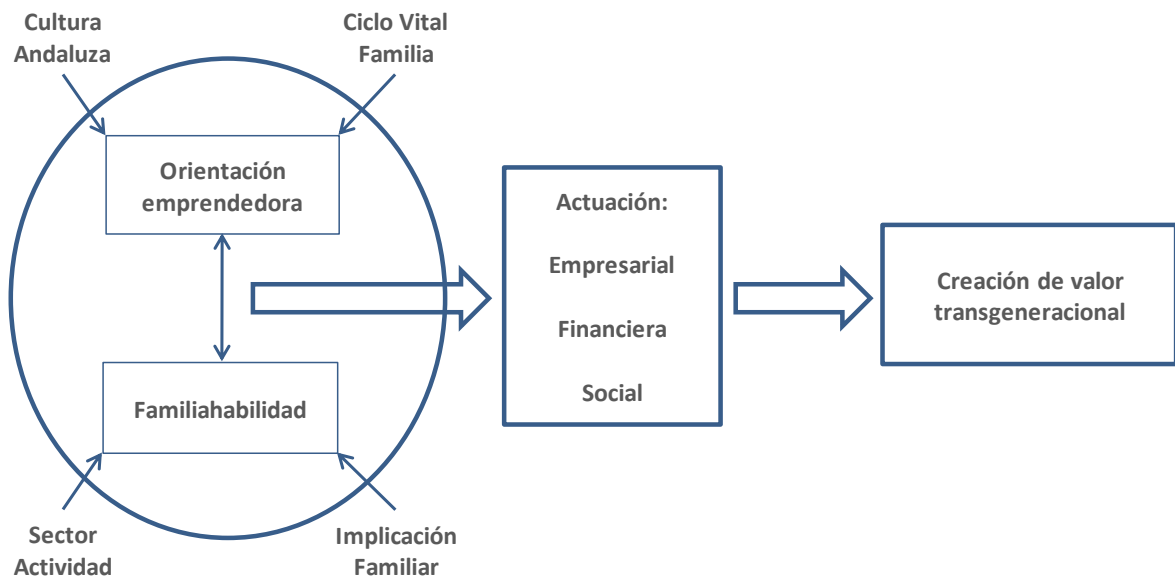 Cultura
Andaluza
Ciclo Vital
Familia
Orientación
emprendedora
Familiahabilidad
Sector
Actividad
Implicación
Familiar
Actuación:
Empresarial
Financiera
Social
Creación de valor
transgeneracional